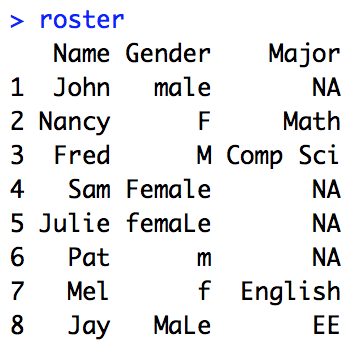 > roster
Name Gender Major
1 John male NA
2 Nancy F Math
3 Fred M Comp Sci
4 Sam Female NA
5 Julie femaLe NA
6 Pat m NA
7 Mel f English
8 Jay MaLe EE